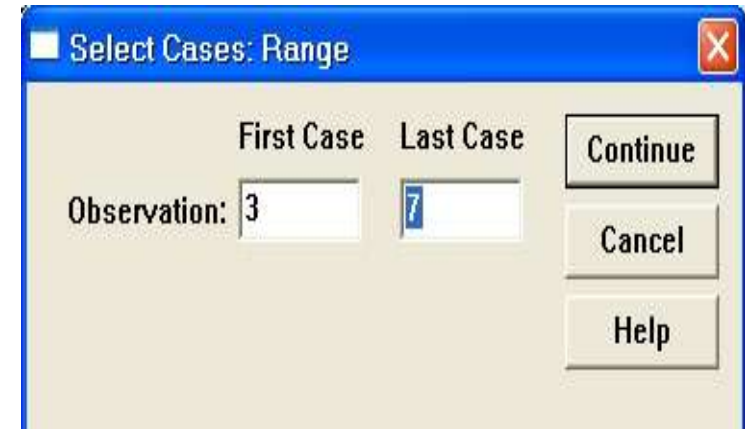 Select Cases: Range
First Case Last Case
Observation: 3 7
Continue
Cancel
Help